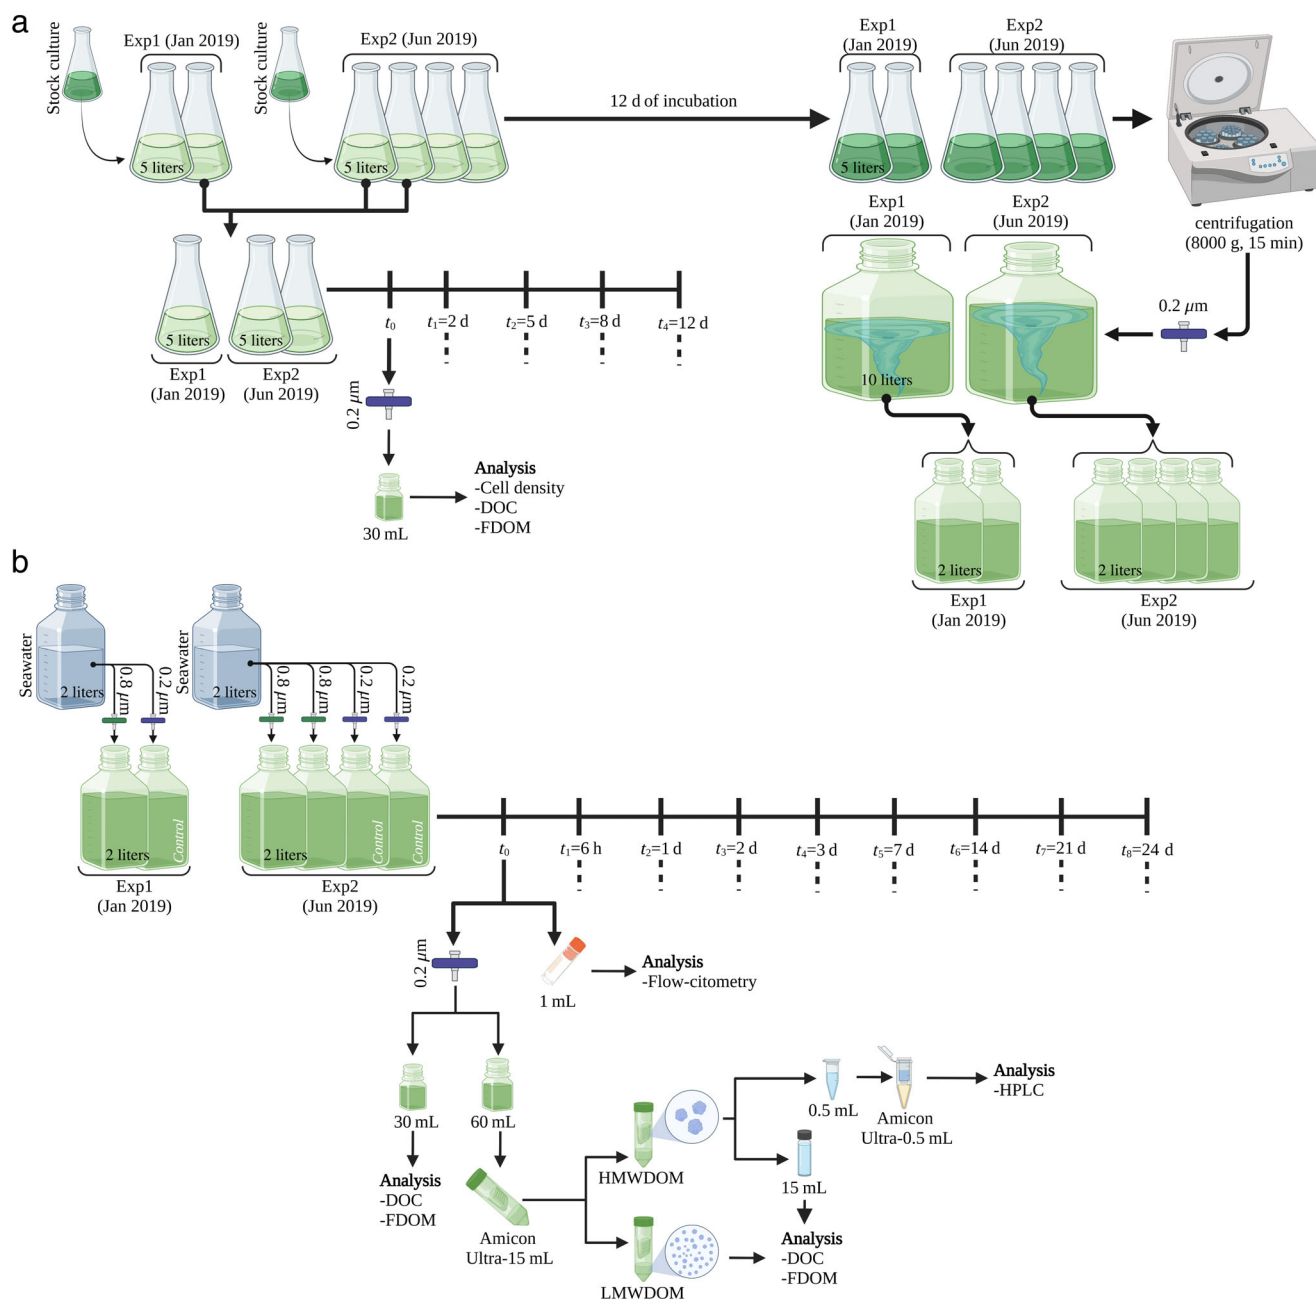 a
Stock culture
Exp1 (Jan 2019)
5 liters
Stock culture
Exp2 (Jun 2019)
5 liters
12 d of incubation
Exp1
(Jan 2019)
5 liters
Exp2
(Jun 2019)
centrifugation
(8000 g, 15 min)
0.2 µm
Exp1
(Jan 2019)
Exp2
(Jun 2019)
10 liters
2 liters
Exp1
(Jan 2019)
2 liters
Exp2
(Jun 2019)
5 liters
Exp1
(Jan 2019)
5 liters
Exp2
(Jun 2019)
t0
t1=2 d
t2=5 d
t3=8 d
t4=12 d
0.2 µm
30 mL
Analysis
-Cell density
-DOC
-FDOM
b
Seawater
2 liters
0.8 µm
0.2 µm
Seawater
2 liters
0.8 µm
0.8 µm
0.2 µm
0.2 µm
2 liters
Control
Exp1
(Jan 2019)
2 liters
Control
Control
Exp2
(Jun 2019)
t0
t1=6 h
t2=1 d
t3=2 d
t4=3 d
t5=7 d
t6=14 d
t7=21 d
t8=24 d
0.2 µm
1 mL
Analysis
-Flow-citometry
30 mL
Analysis
-DOC
-FDOM
60 mL
Amicon
Ultra-15 mL
HMWDOM
LMWDOM
0.5 mL
Amicon
Ultra-0.5 mL
Analysis
-HPLC
15 mL
Analysis
-DOC
-FDOM